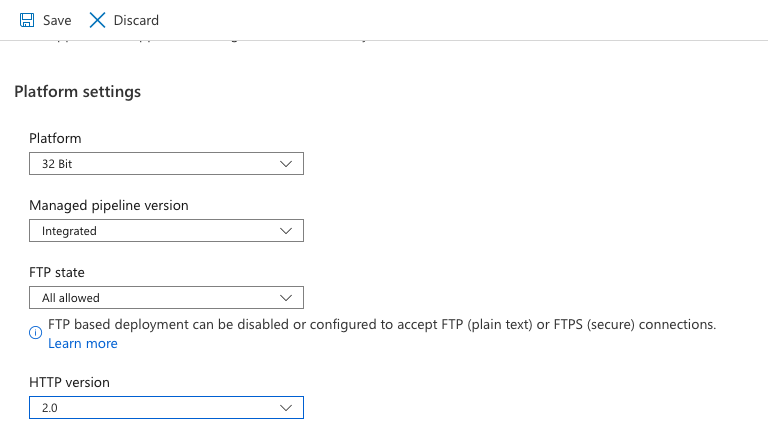 Save Discard
Platform settings
Platform
32 Bit
Managed pipeline version
Integrated
FTP state
All allowed
FTP based deployment can be disabled or configured to accept FTP (plain text) or FTPS (secure) connections.
Learn more
HTTP version
2.0